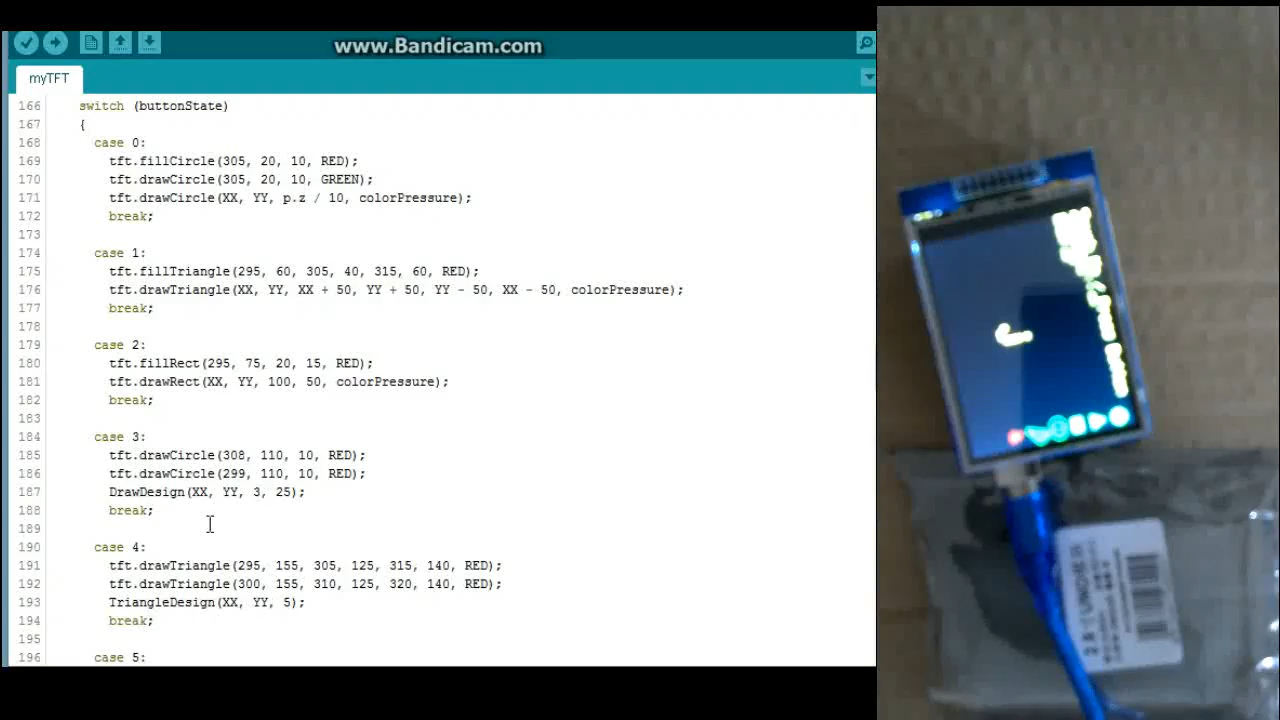 www.Bandicam.com
myTFT
166 switch (buttonState)
167 {
168 case 0:
169 tft.fillCircle(305, 20, 10, RED);
170 tft.drawCircle(305, 20, 10, GREEN);
171 tft.drawCircle(XX, YY, p.z / 10, colorPressure);
172 break;
173
174 case 1:
175 tft.fillTriangle(295, 60, 305, 40, 315, 60, RED);
176 tft.drawTriangle(XX, YY, XX + 50, YY + 50, YY - 50, XX - 50, colorPressure);
177 break;
178
179 case 2:
180 tft.fillRect(295, 75, 20, 15, RED);
181 tft.drawRect(XX, YY, 100, 50, colorPressure);
182 break;
183
184 case 3:
185 tft.drawCircle(308, 110, 10, RED);
186 tft.drawCircle(299, 110, 10, RED);
187 DrawDesign(XX, YY, 3, 25);
188 break;
189
190 case 4:
191 tft.drawTriangle(295, 155, 305, 125, 315, 140, RED);
192 tft.drawTriangle(300, 155, 310, 125, 320, 140, RED);
193 TriangleDesign(XX, YY, 5);
194 break;
195
196 case 5: